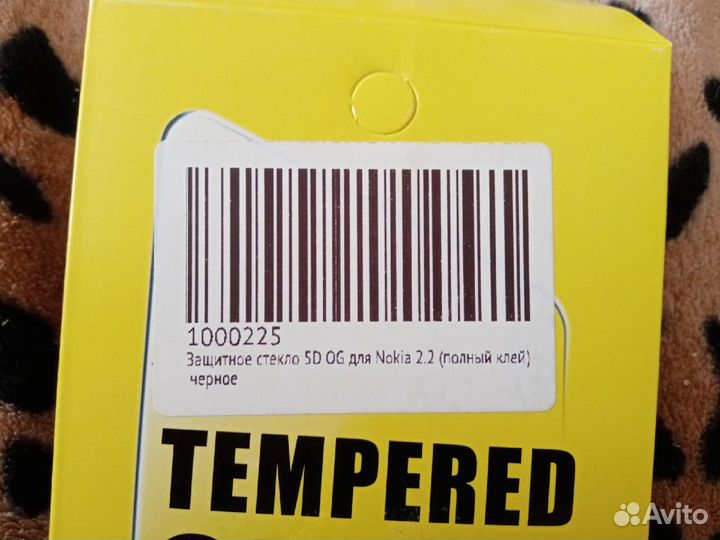 1000225
Защитное стекло 5D OG для Nokia 2.2 (полный клей)
черное
TEMPERED
Avito